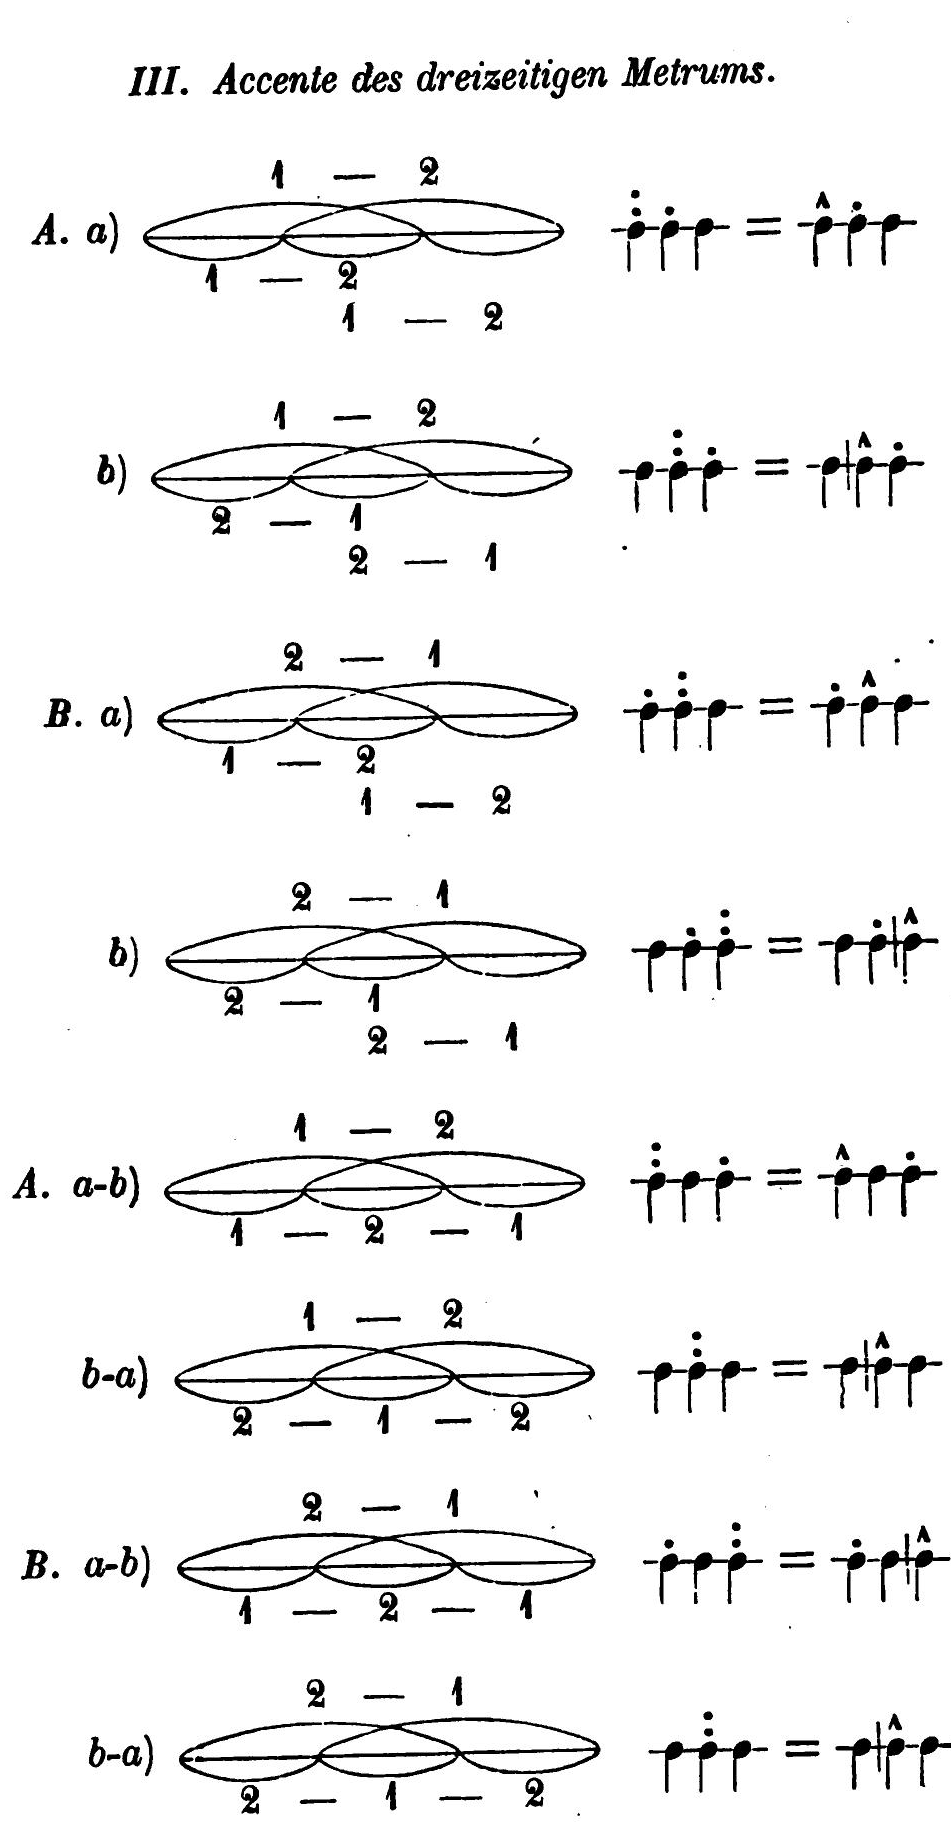 III. Accente des dreizeitigen Metrums.
1 — 2
A. a)
1 — 2
1 — 2
1 — 2
b)
2 — 1
2 — 1
2 — 1
B. a)
1 — 2
1 — 2
2 — 1
b)
2 — 1
2 — 1
1 — 2
A. a-b)
1 — 2 — 1
1 — 2
b-a)
2 — 1 — 2
2 — 1
B. a-b)
1 — 2 — 1
2 — 1
b-a)
2 — 1 — 2